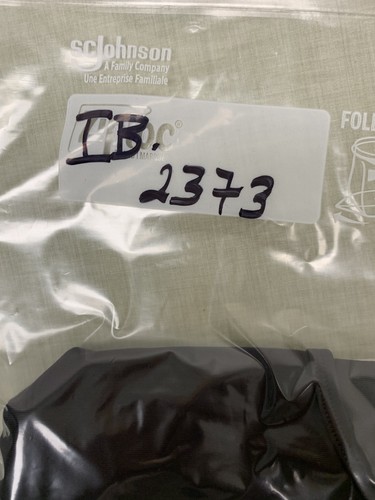 scjohnson
A Family Company
Une Entreprise Familiale
IB.
2373
FOL